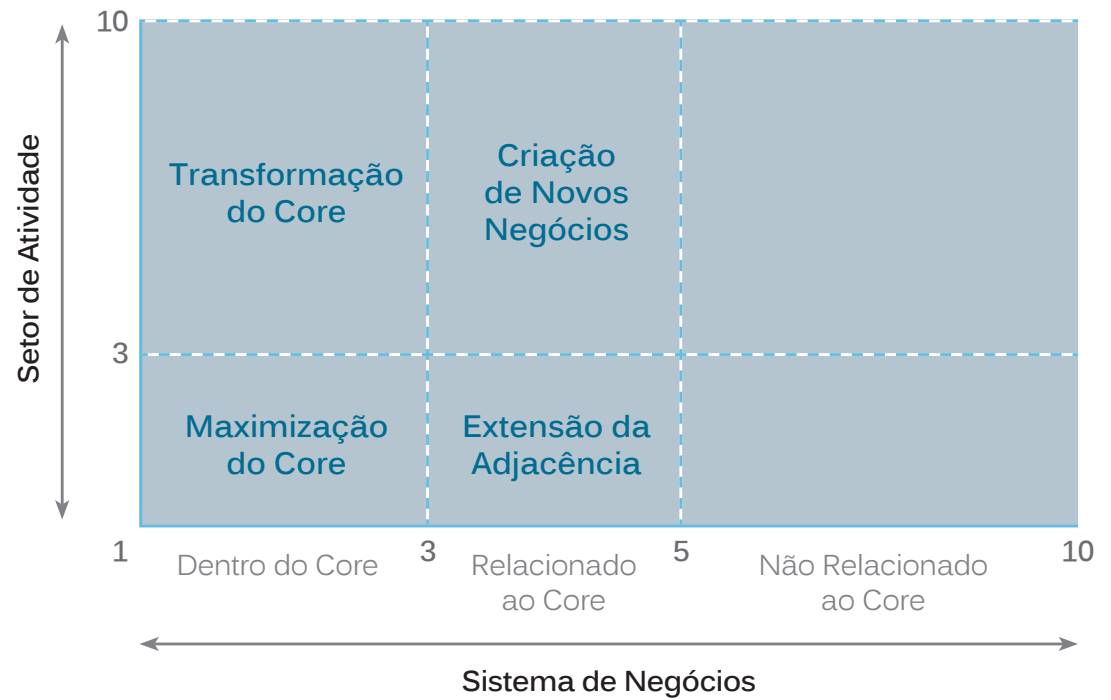 10
Setor de Atividade
Transformação
do Core
Criação
de Novos
Negócios
3
Maximização
do Core
Extensão da
Adjacência
1
3
5
10
Dentro do Core
Relacionado
ao Core
Não Relacionado
ao Core
Sistema de Negócios